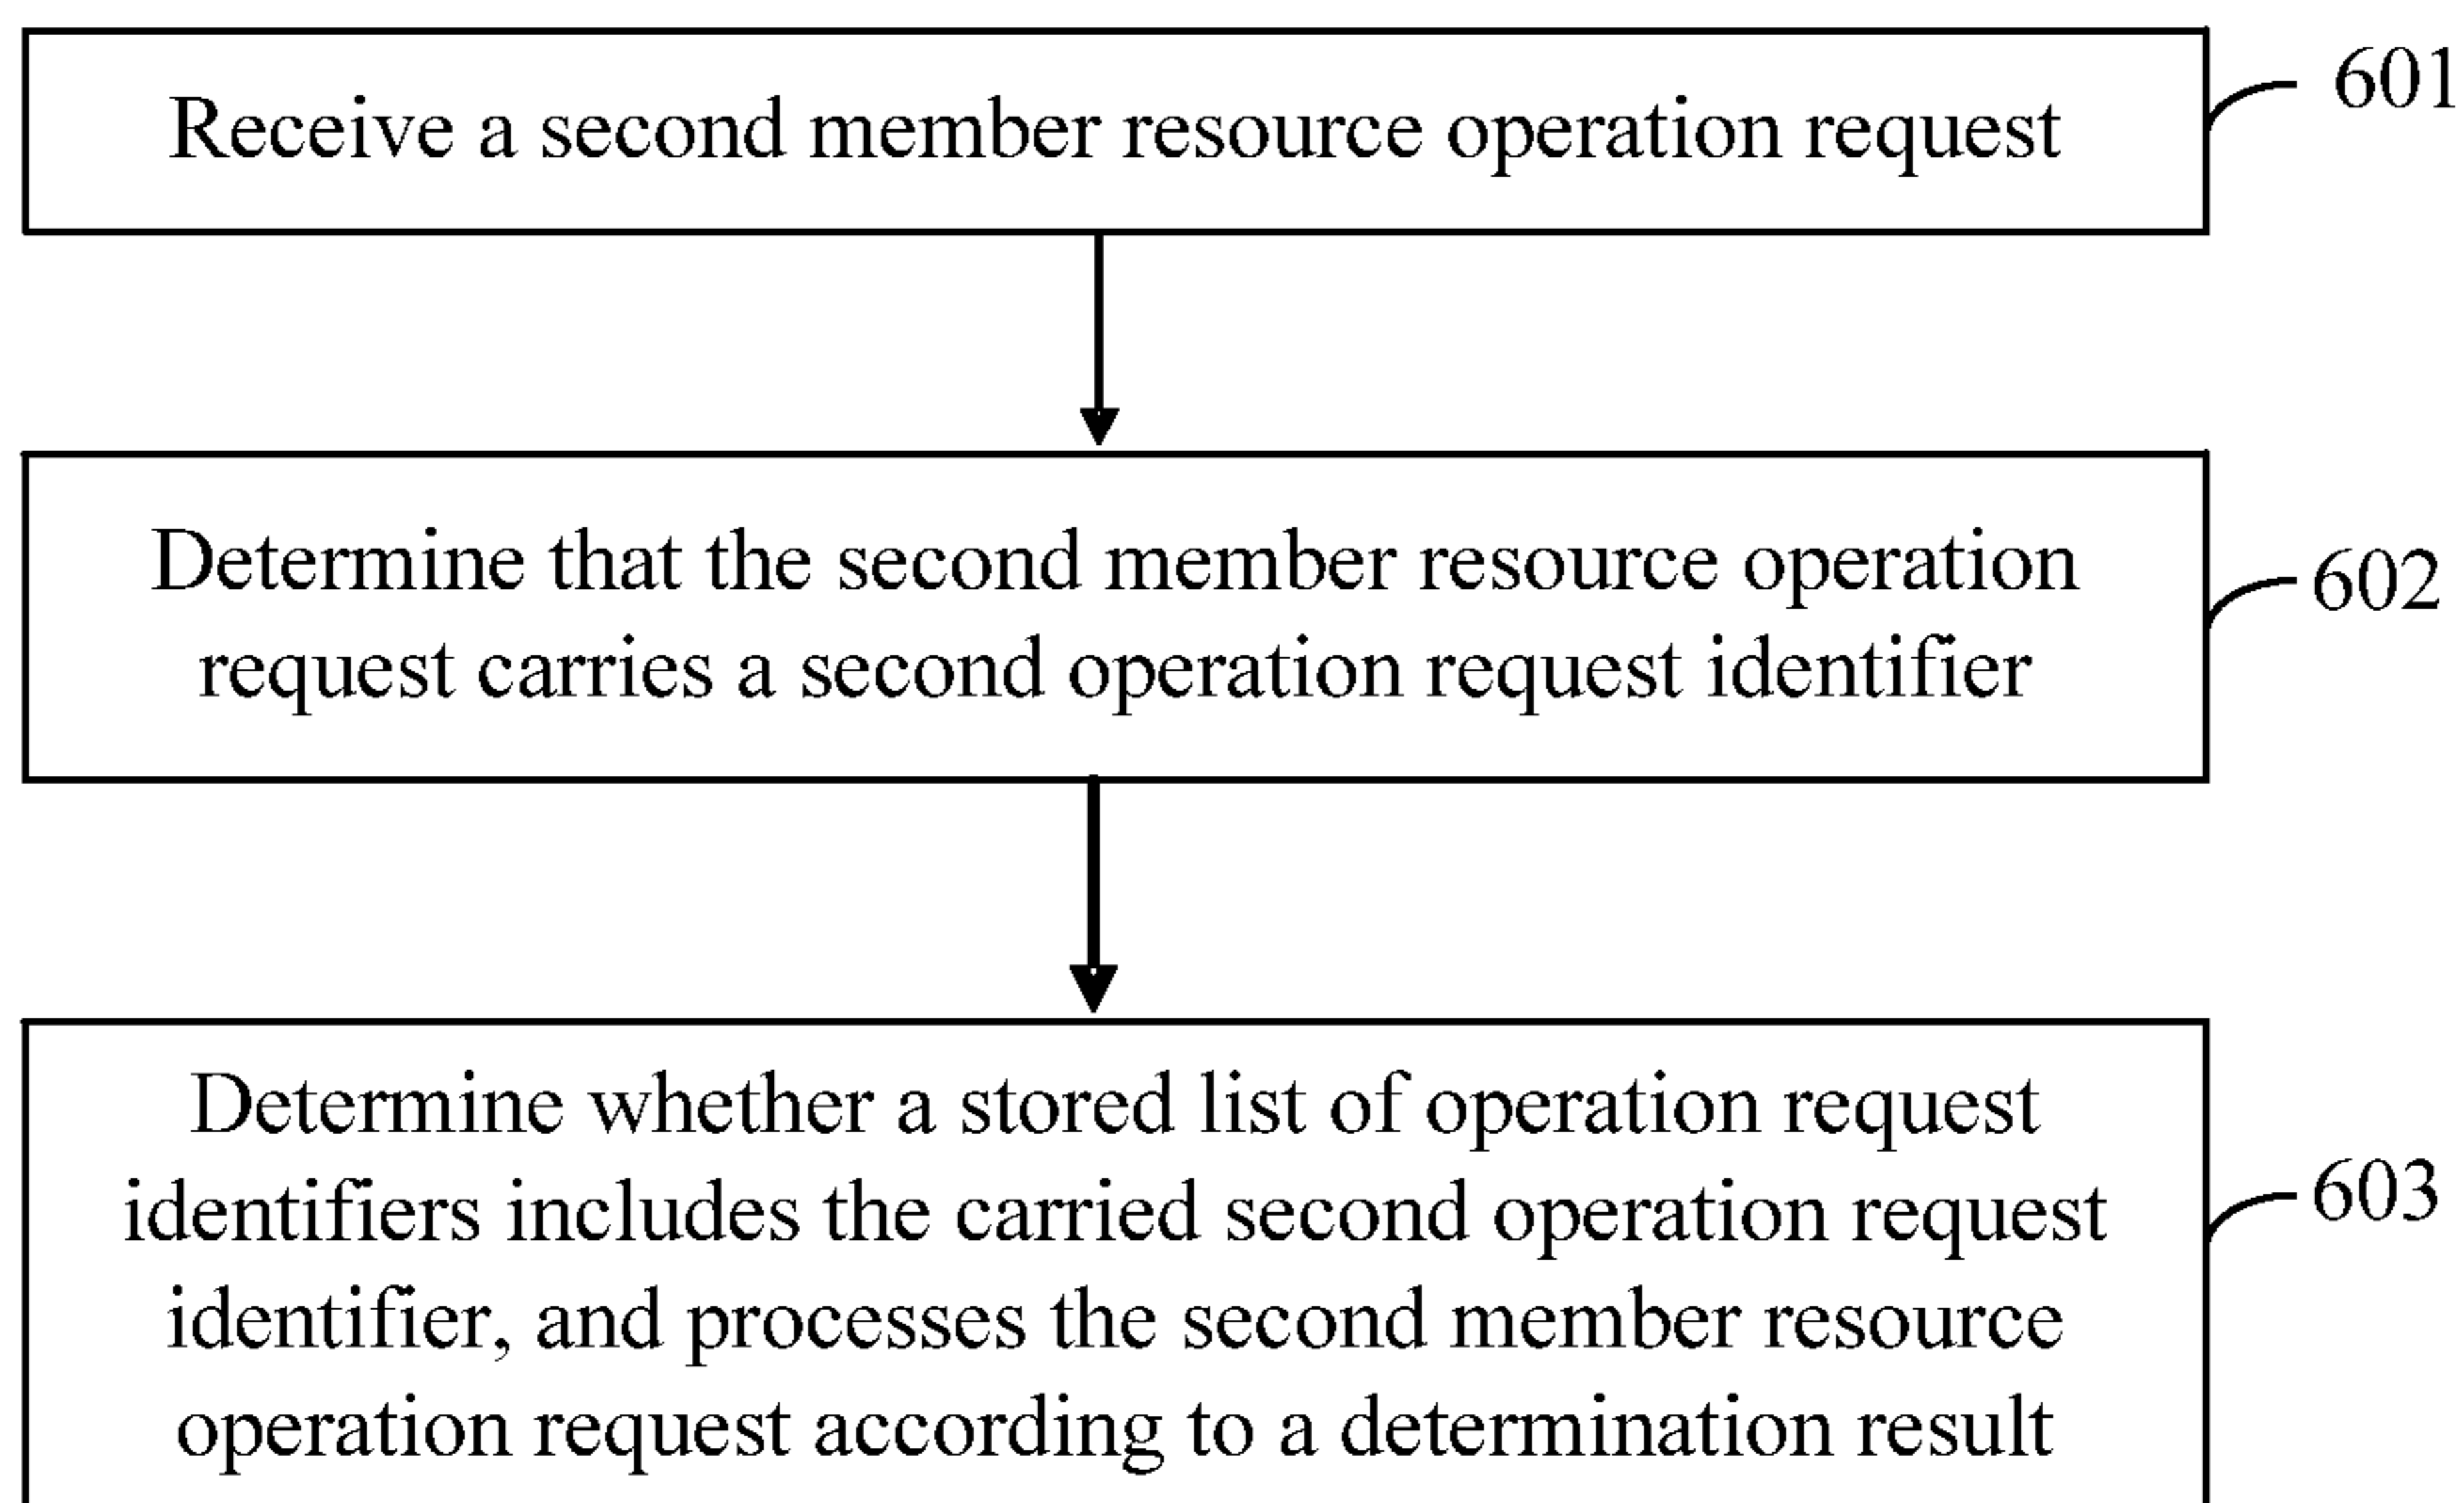 Receive a second member resource operation request
601
Determine that the second member resource operation
request carries a second operation request identifier
602
Determine whether a stored list of operation request
identifiers includes the carried second operation request
identifier, and processes the second member resource
operation request according to a determination result
603